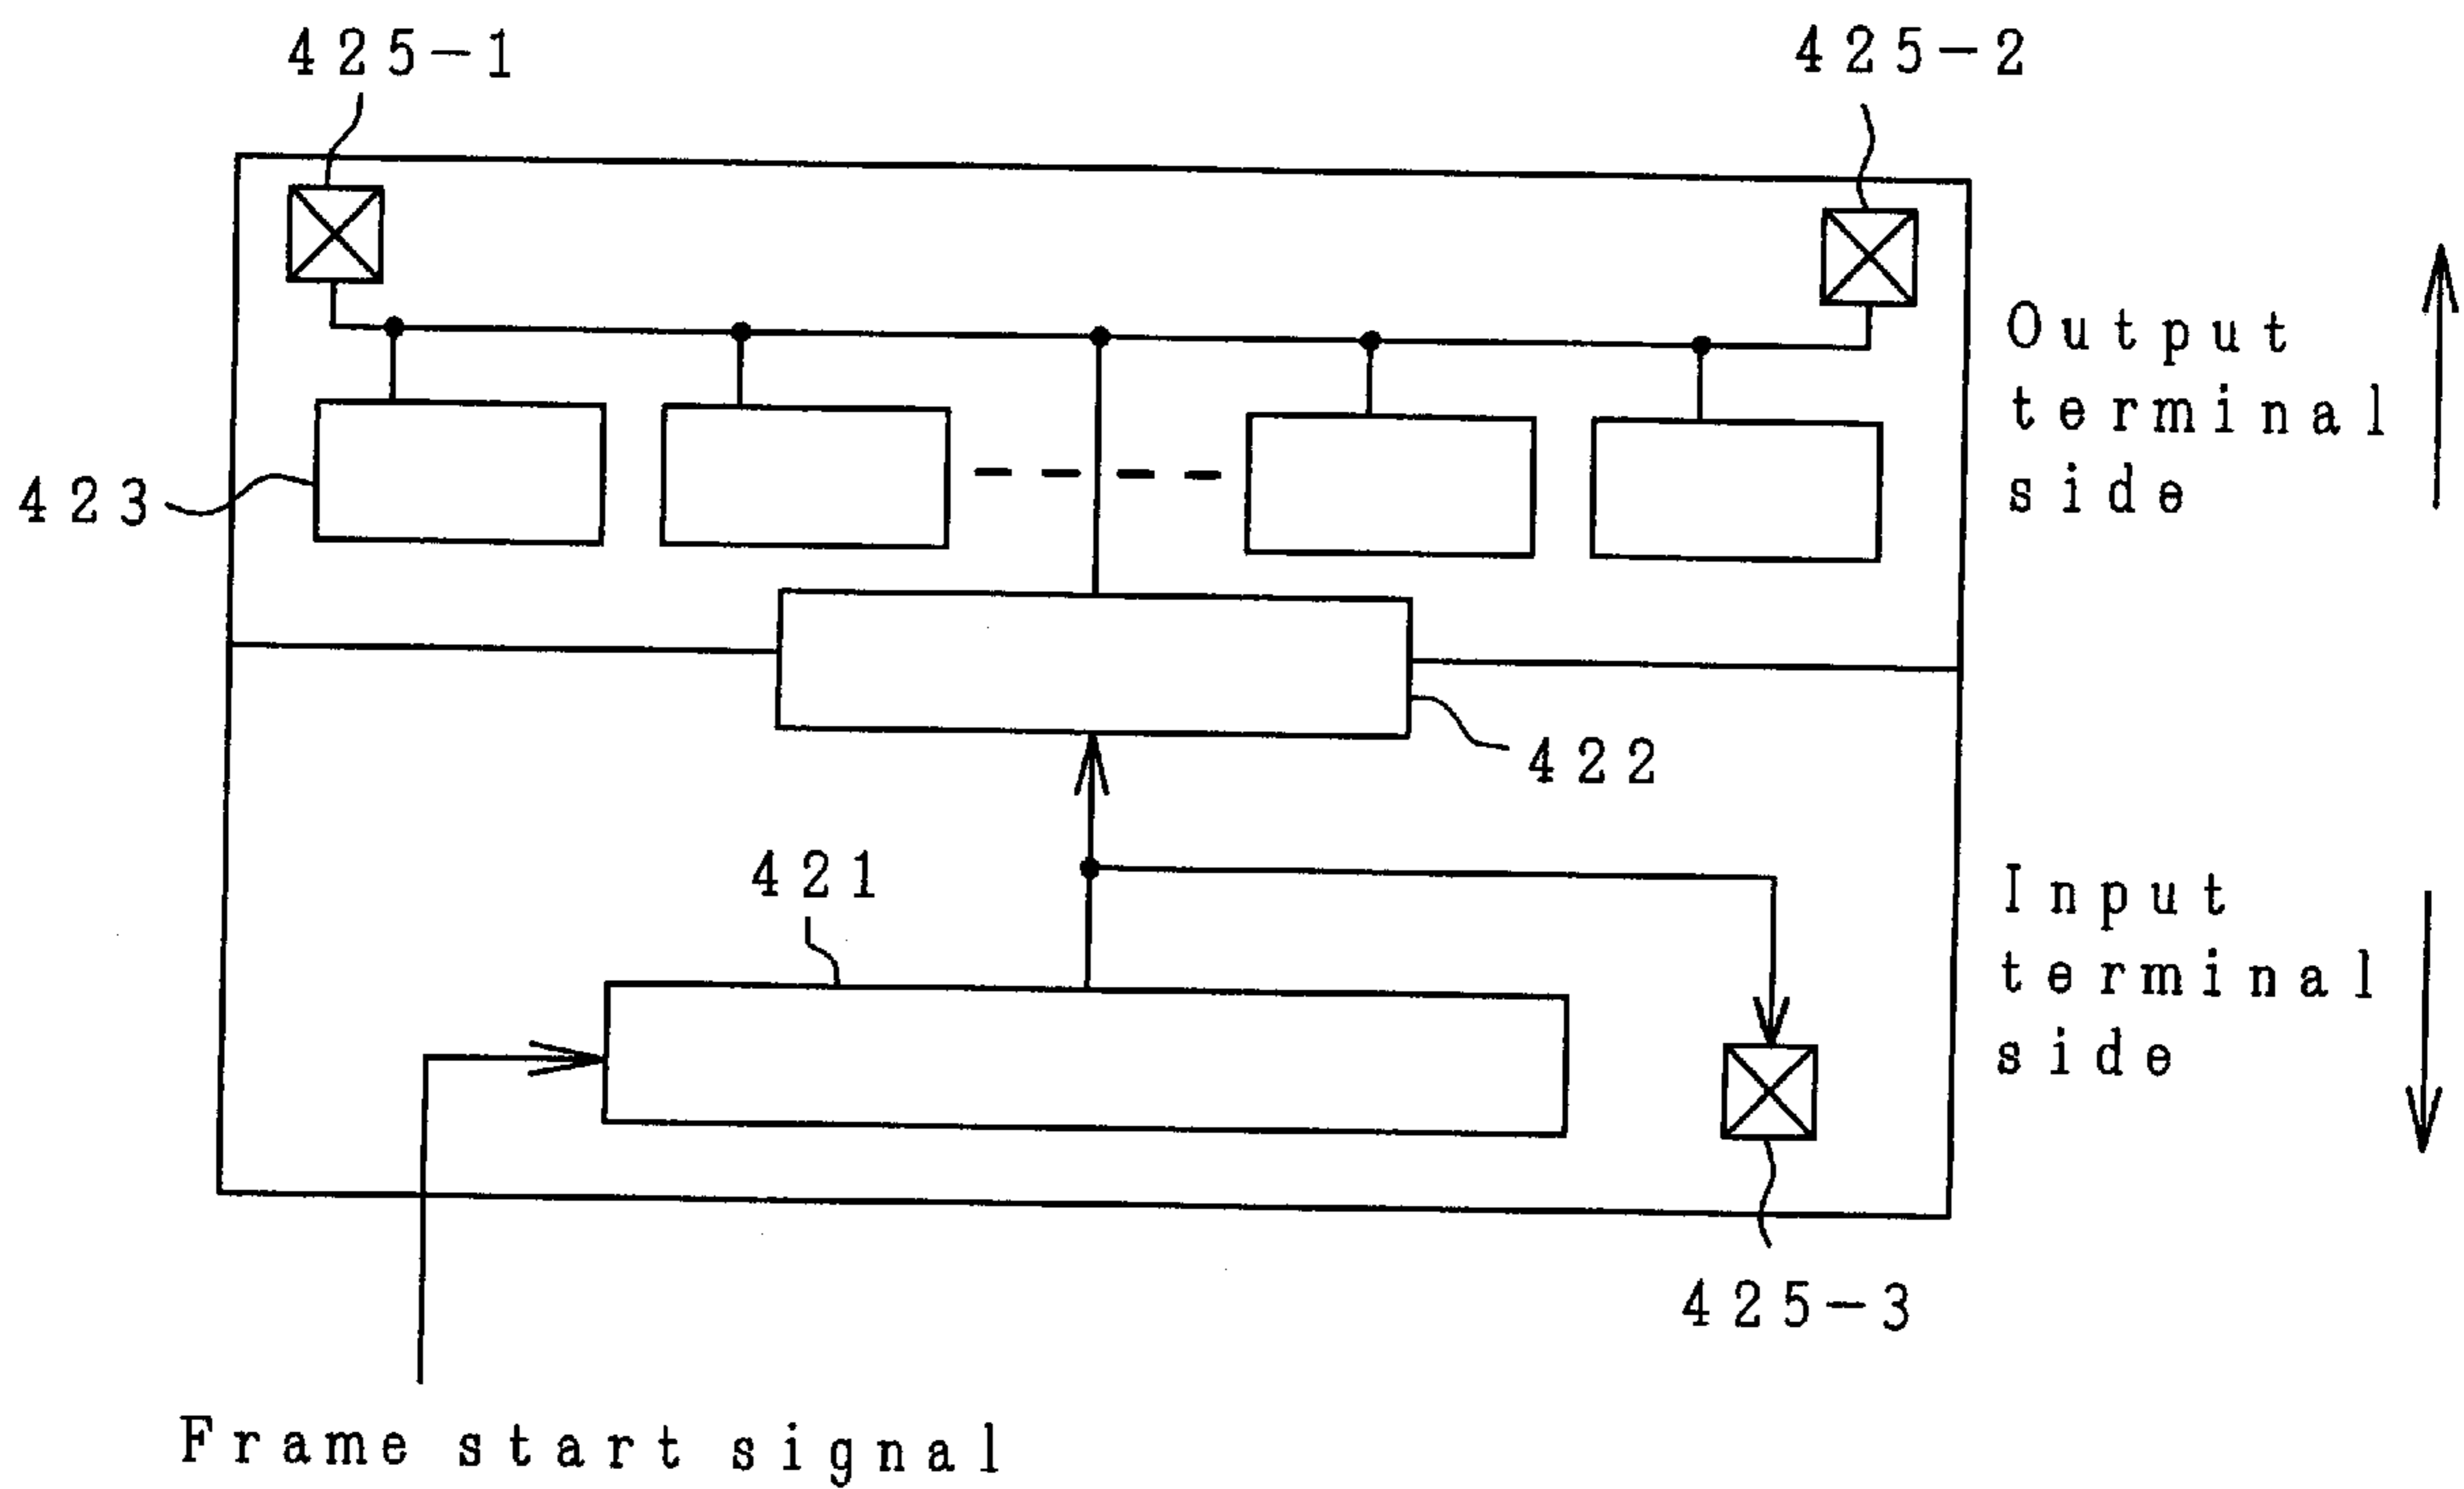 425-1
425-2
Output
terminal
side
423
422
421
Input
terminal
side
425-3
Frame start signal